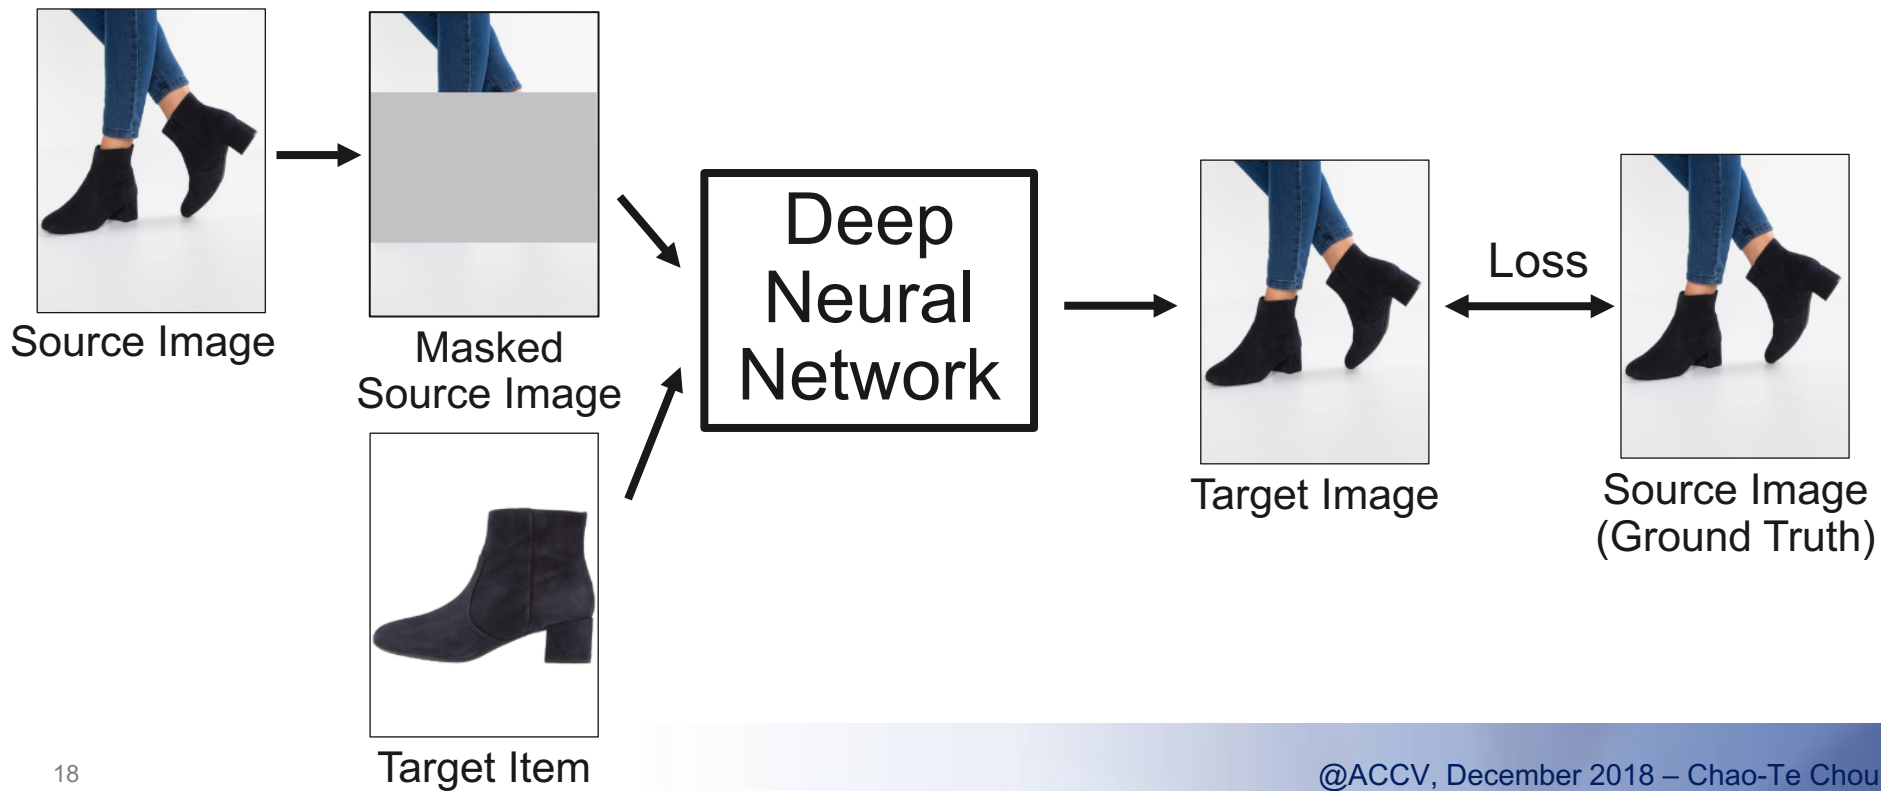 Source Image
Masked
Source Image
Target Item
Deep
Neural
Network
Target Image
Loss
Source Image
(Ground Truth)
18
@ACCV, December 2018 – Chao-Te Chou